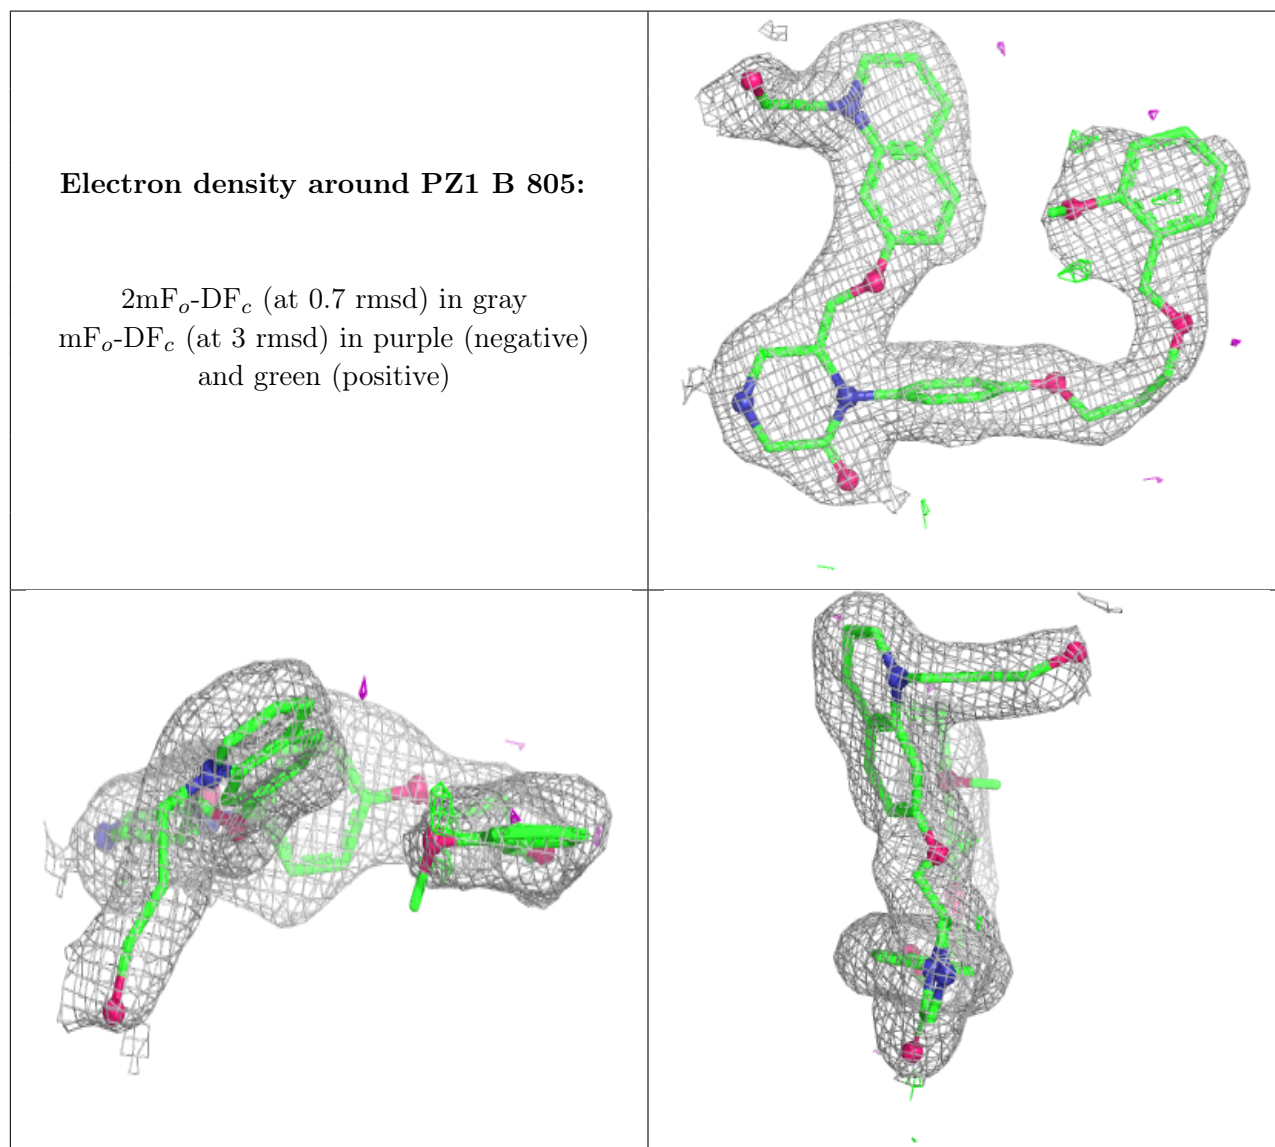 Electron density around PZ1 B 805:
2mFo-DFc (at 0.7 rmsd) in gray
mFo-DFc (at 3 rmsd) in purple (negative)
and green (positive)